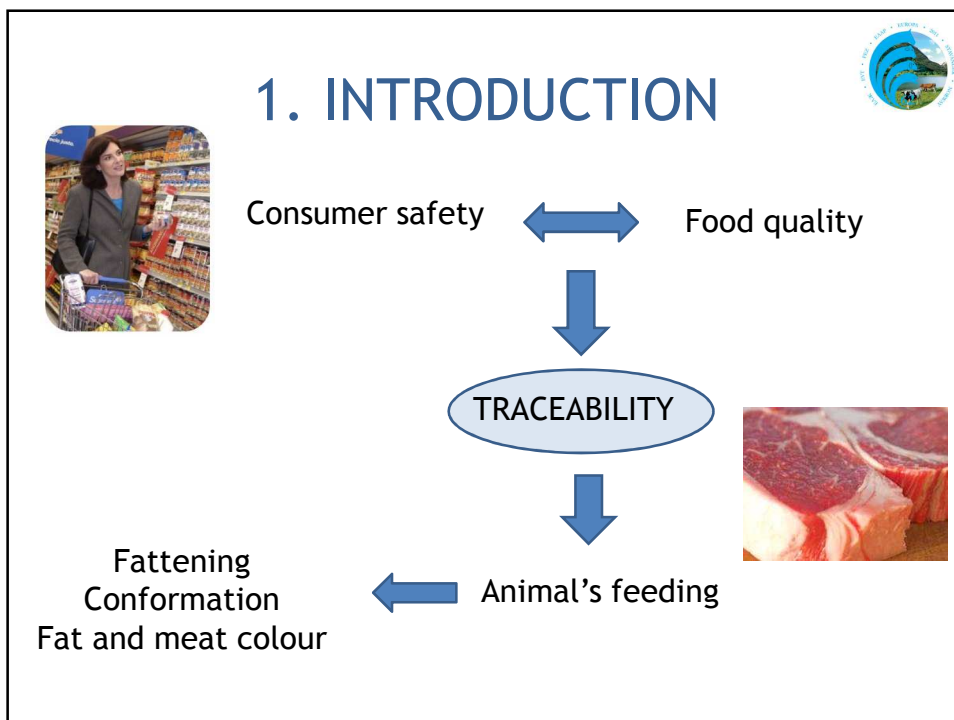 1. INTRODUCTION
Consumer safety
Food quality
TRACEABILITY
Animal’s feeding
Fattening
Conformation
Fat and meat colour